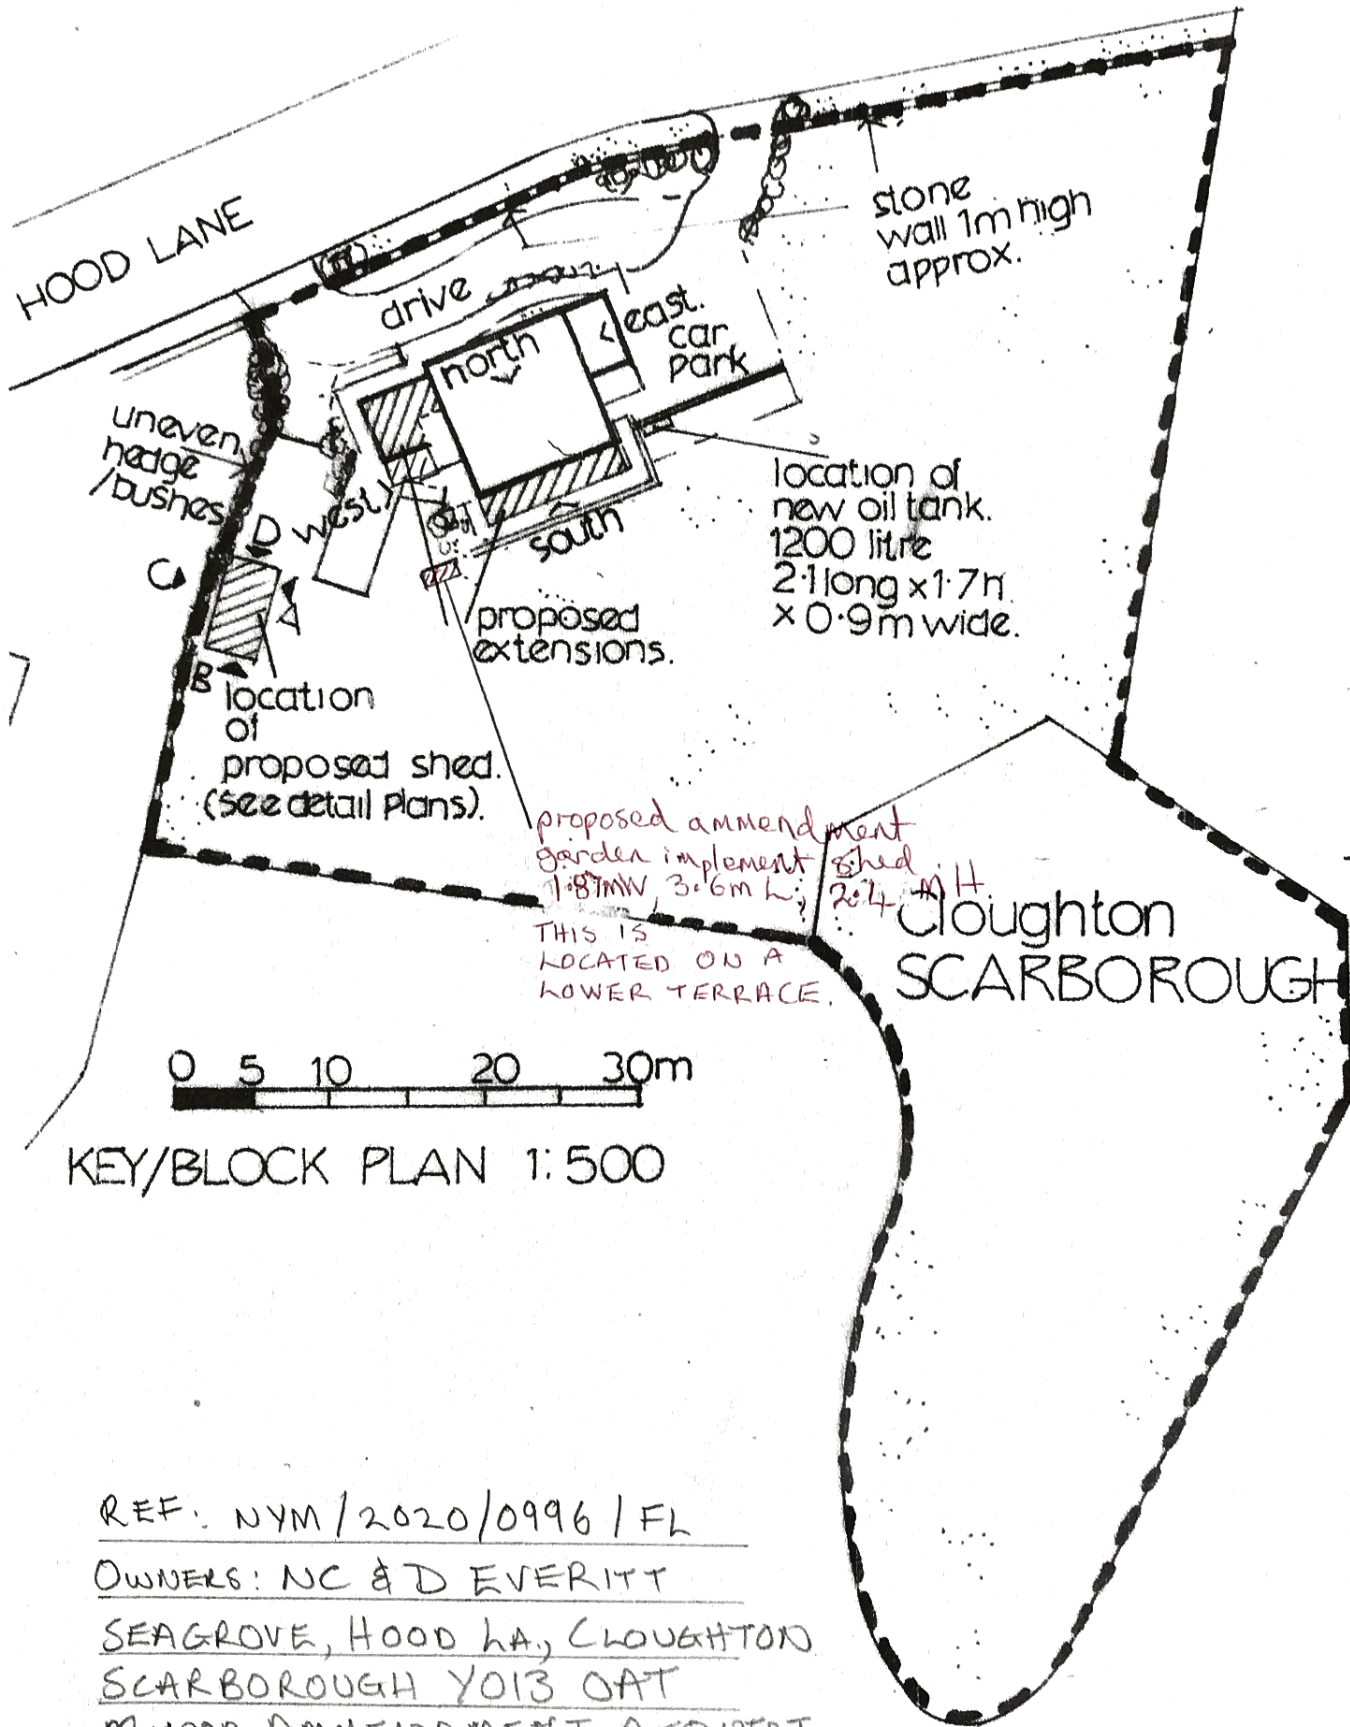 HOOD LANE
stone
wall 1m high
approx.
drive
north
east.
car
park
uneven
hedge
/bushes
west
south
location of
new oil tank.
1200 litre
2·1long x 1·7h
x 0·9m wide.
D
C
A
B
proposed
extensions.
location
of
proposed shed.
(see detail plans).
proposed ammendment
garden implement shed
1·87mW, 3·6m L, 2·4 mH.
THIS IS
LOCATED ON A
LOWER TERRACE.
Cloughton
SCARBOROUGH
0 5 10 20 30m
KEY/BLOCK PLAN 1:500
REF: NYM/2020/0996/FL
OWNERS: NC & D EVERITT
SEAGROVE, HOOD LA., CLOUGHTON
SCARBOROUGH YO13 0AT